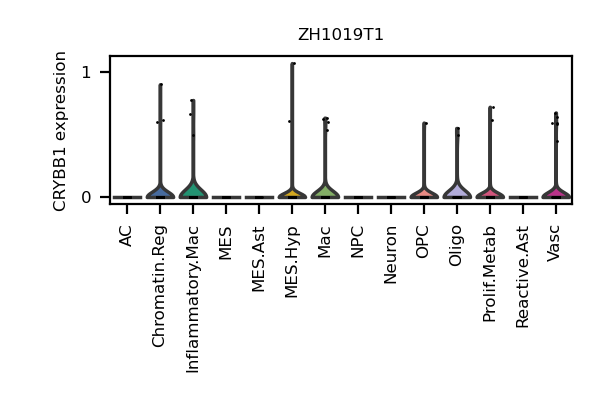 ZH1019T1
CRYBB1 expression
1
0
AC
Chromatin.Reg
Inflammatory.Mac
MES
MES.Ast
MES.Hyp
Mac
NPC
Neuron
OPC
Oligo
Prolif.Metab
Reactive.Ast
Vasc